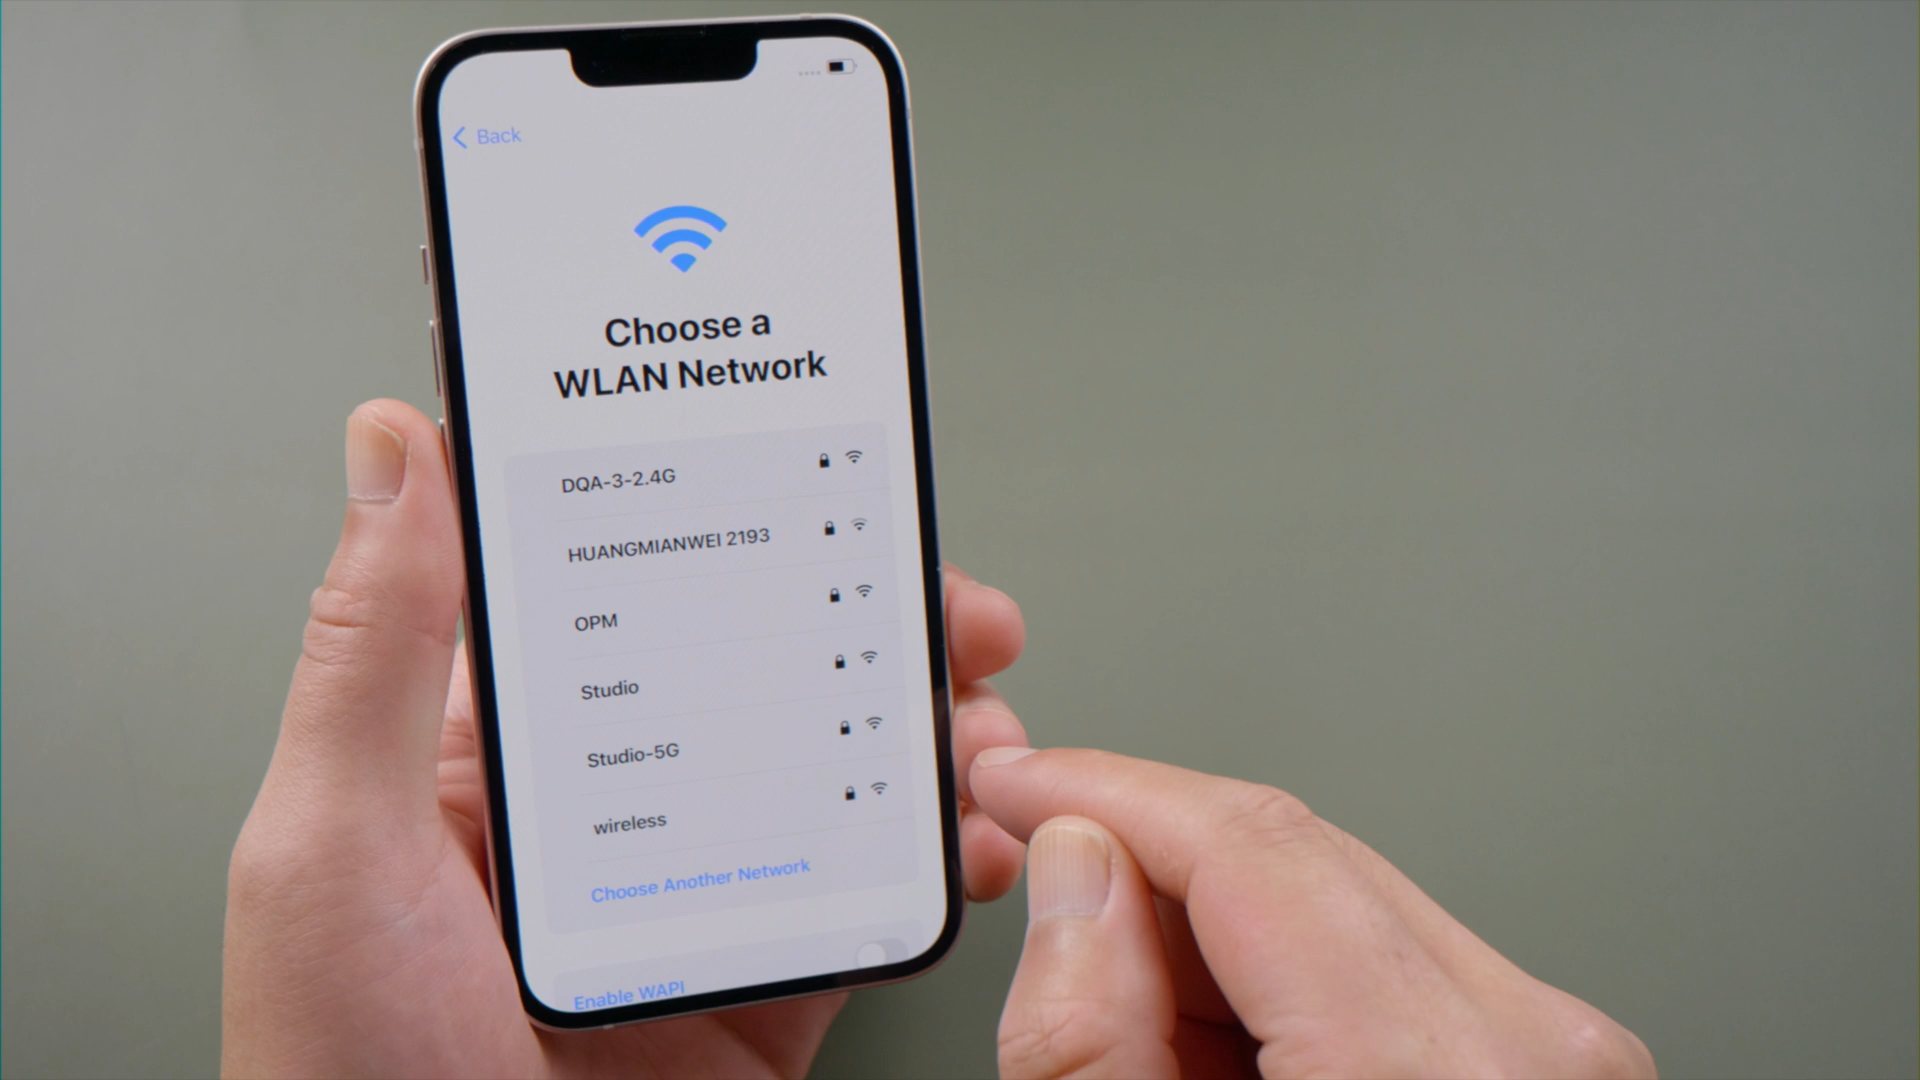 Back
Choose a
WLAN Network
DQA-3-2.4G
HUANGMIANWEI 2193
OPM
Studio
Studio-5G
wireless
Choose Another Network
Enable WAPI